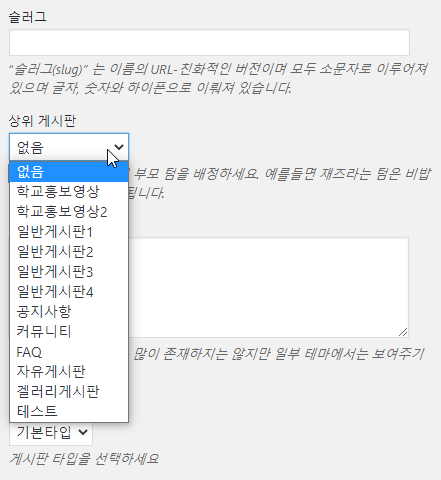 슬러그
“슬러그(slug)” 는 이름의 URL-친화적인 버전이며 모두 소문자로 이루어져
있으며 글자, 숫자와 하이픈으로 이뤄져 있습니다.
상위 게시판
없음
부모 텀을 배정하세요. 예를들면 재즈라는 텀은 비밥
됩니다.
없음
학교홍보영상
학교홍보영상2
일반게시판1
일반게시판2
일반게시판3
일반게시판4
공지사항
커뮤니티
FAQ
자유게시판
겔러리게시판
테스트
많이 존재하지는 않지만 일부 테마에서는 보여주기
기본타입
게시판 타입을 선택하세요